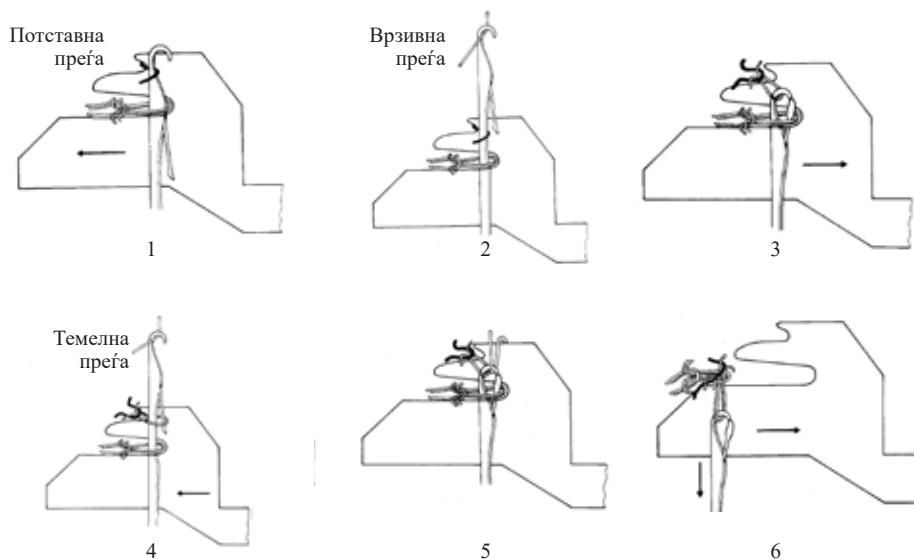 Потставна
преѓа
Врзивна
преѓа
1
2
3
Темелна
преѓа
4
5
6